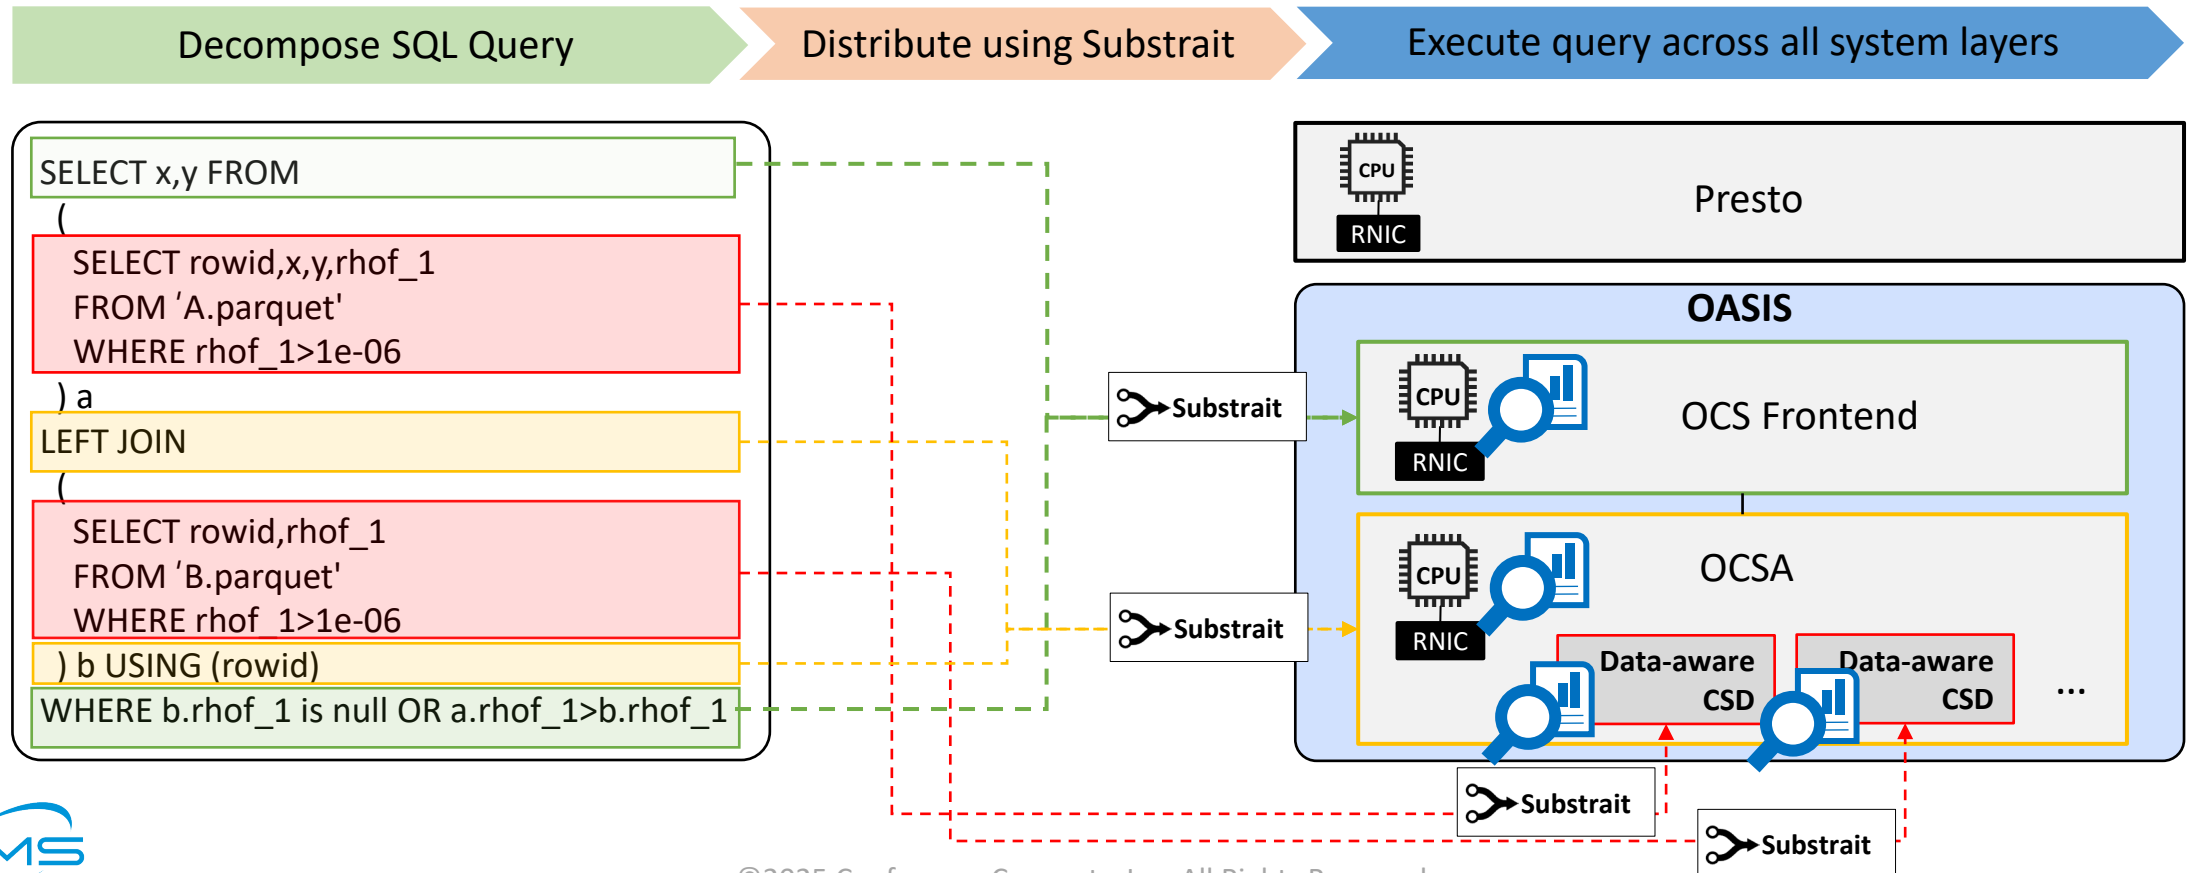 Decompose SQL Query
Distribute using Substrait
Execute query across all system layers
SELECT x,y FROM
(
SELECT rowid,x,y,rhof_1
FROM ‘A.parquet'
WHERE rhof_1>1e-06
) a
LEFT JOIN
(
SELECT rowid,rhof_1
FROM ‘B.parquet'
WHERE rhof_1>1e-06
) b USING (rowid)
WHERE b.rhof_1 is null OR a.rhof_1>b.rhof_1
Substrait
Substrait
Substrait
Substrait
CPU
RNIC
Presto
OASIS
CPU
RNIC
OCS Frontend
CPU
RNIC
OCSA
Data-aware
CSD
Data-aware
CSD
...
MS